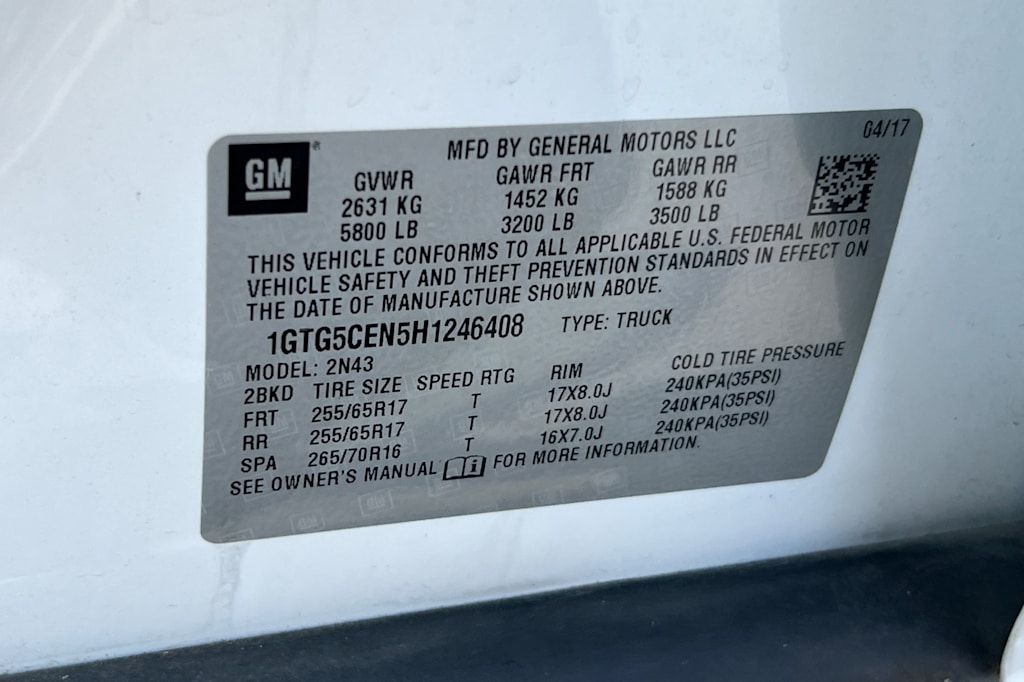 GM
MFD BY GENERAL MOTORS LLC 04/17
GVWR GAWR FRT GAWR RR
2631 KG 1452 KG 1588 KG
5800 LB 3200 LB 3500 LB
THIS VEHICLE CONFORMS TO ALL APPLICABLE U.S. FEDERAL MOTOR
VEHICLE SAFETY AND THEFT PREVENTION STANDARDS IN EFFECT ON
THE DATE OF MANUFACTURE SHOWN ABOVE.
1GTG5CEN5H1246408 TYPE: TRUCK
MODEL: 2N43
2BKD TIRE SIZE SPEED RTG RIM COLD TIRE PRESSURE
FRT 255/65R17 T 17X8.0J 240KPA(35PSI)
RR 255/65R17 T 17X8.0J 240KPA(35PSI)
SPA 265/70R16 T 16X7.0J 240KPA(35PSI)
SEE OWNER'S MANUAL FOR MORE INFORMATION.